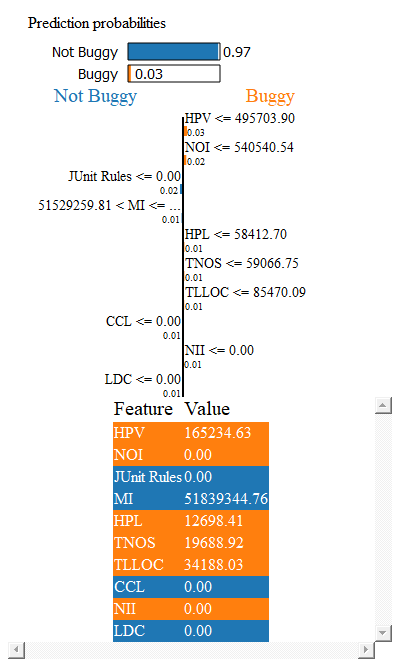 Prediction probabilities
Not Buggy 0.97
Buggy 0.03
Not Buggy Buggy
HPV <= 495703.90
0.03
NOI <= 540540.54
0.02
JUnit Rules <= 0.00
0.02
51529259.81 < MI <= ...
0.01
HPL <= 58412.70
0.01
TNOS <= 59066.75
0.01
TLLOC <= 85470.09
0.01
CCL <= 0.00
0.01
NII <= 0.00
0.01
LDC <= 0.00
0.01
Feature Value
HPV 165234.63
NOI 0.00
JUnit Rules 0.00
MI 51839344.76
HPL 12698.41
TNOS 19688.92
TLLOC 34188.03
CCL 0.00
NII 0.00
LDC 0.00